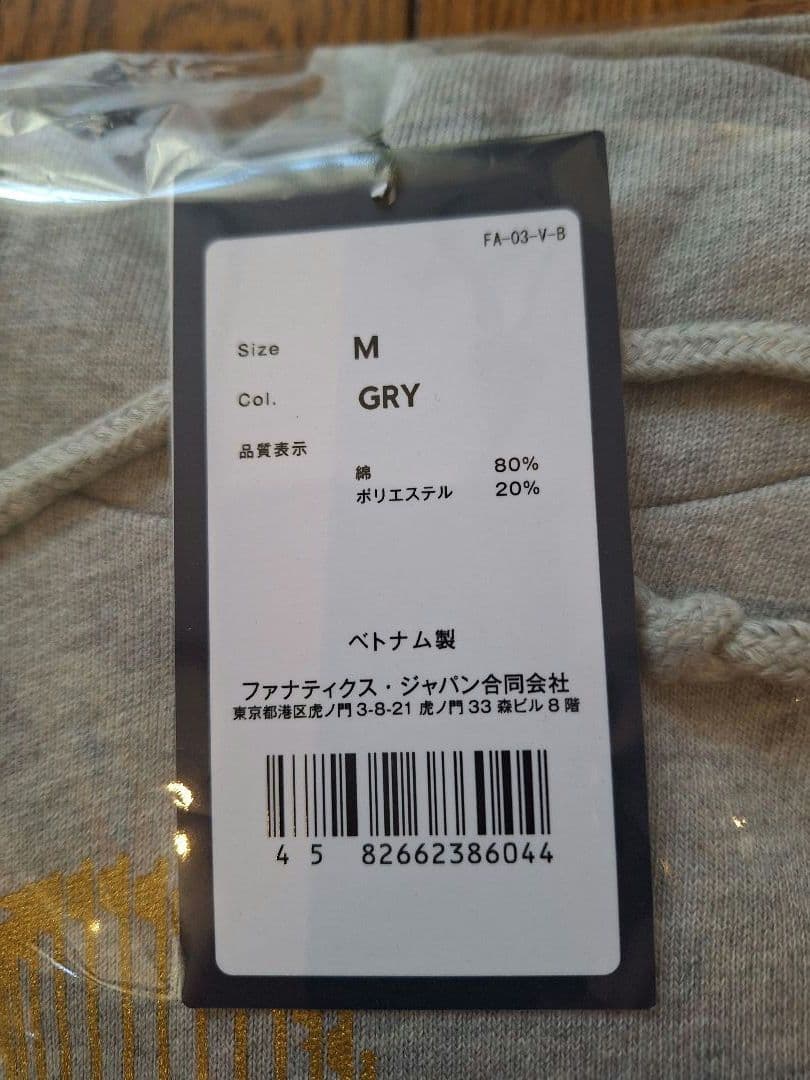 FA-03-V-B
Size M
Col. GRY
品質表示
綿 80%
ポリエステル 20%
ベトナム製
ファナティクス・ジャパン合同会社
東京都港区虎ノ門 3-8-21 虎ノ門 33 森ビル 8 階
4 5 82662386044